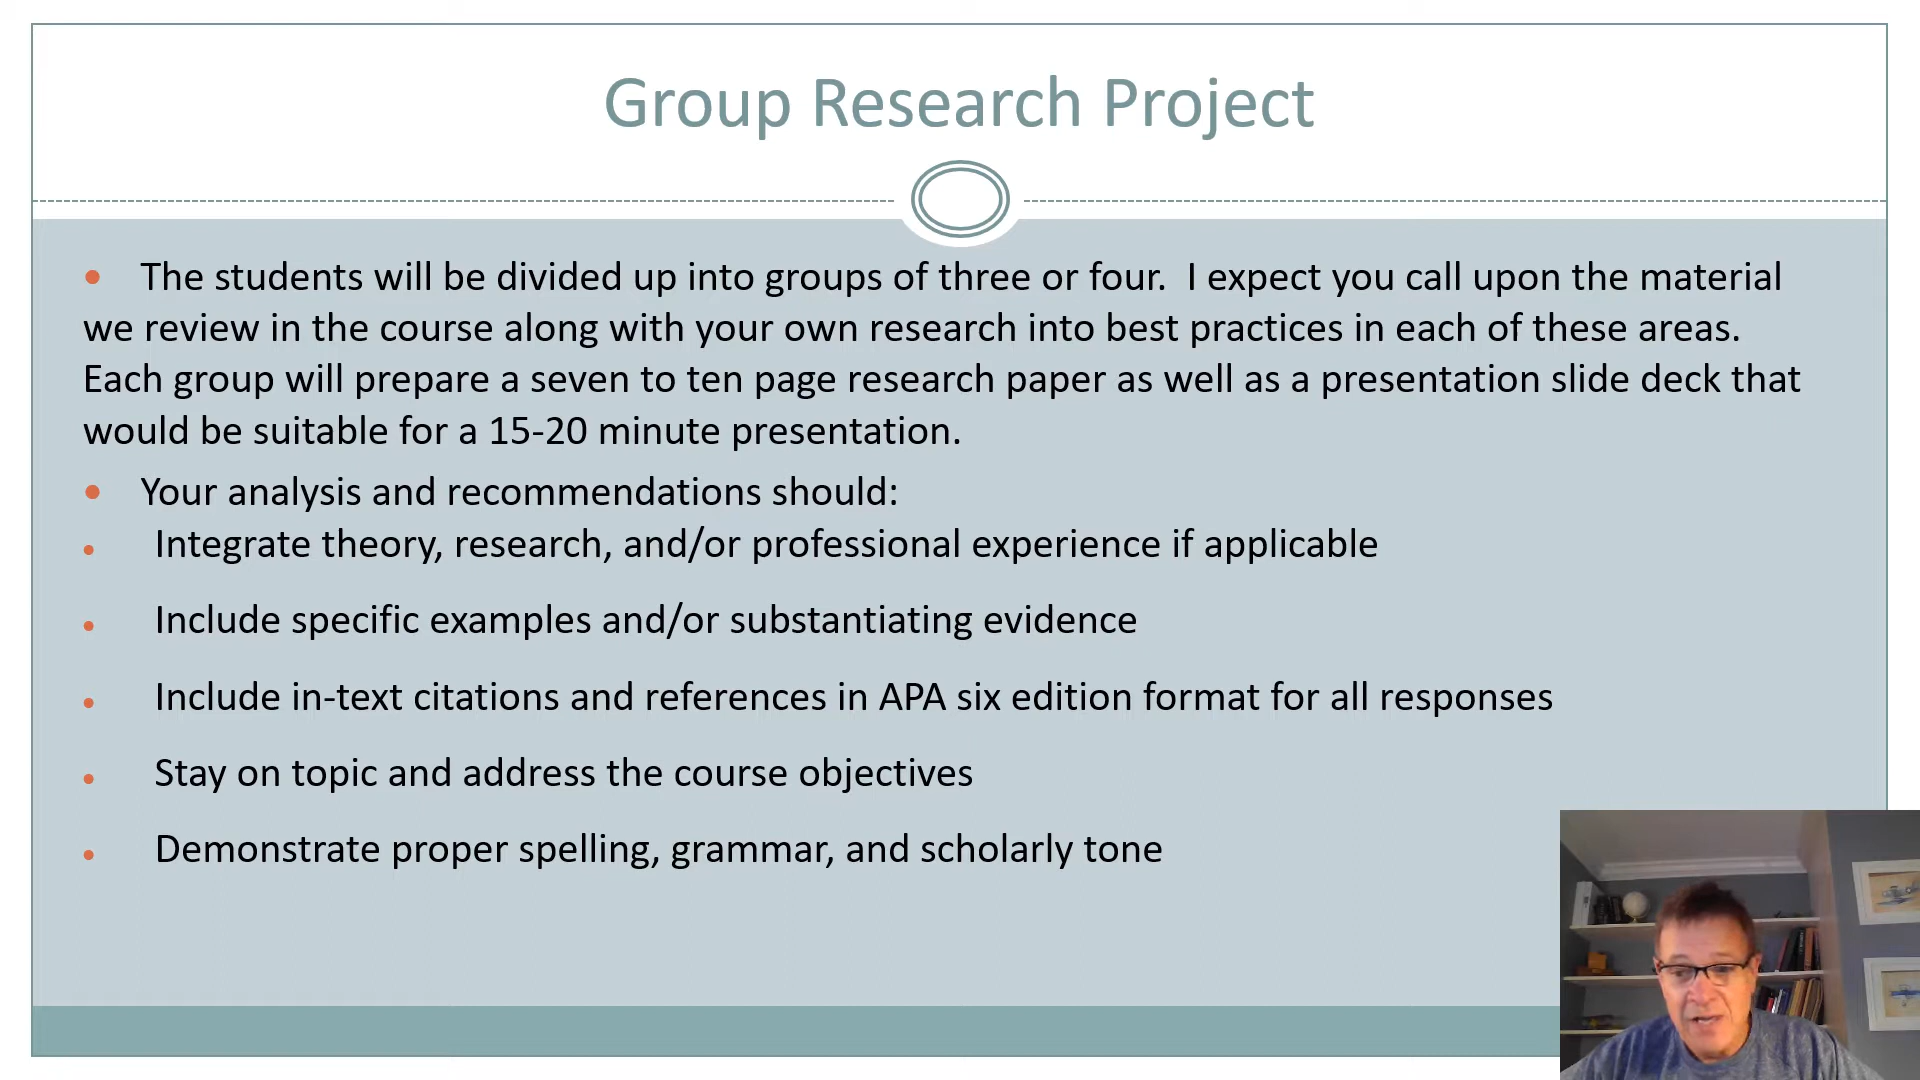 Group Research Project
• The students will be divided up into groups of three or four.  I expect you call upon the material
we review in the course along with your own research into best practices in each of these areas.
Each group will prepare a seven to ten page research paper as well as a presentation slide deck that
would be suitable for a 15-20 minute presentation.
• Your analysis and recommendations should:
• Integrate theory, research, and/or professional experience if applicable
• Include specific examples and/or substantiating evidence
• Include in-text citations and references in APA six edition format for all responses
• Stay on topic and address the course objectives
• Demonstrate proper spelling, grammar, and scholarly tone